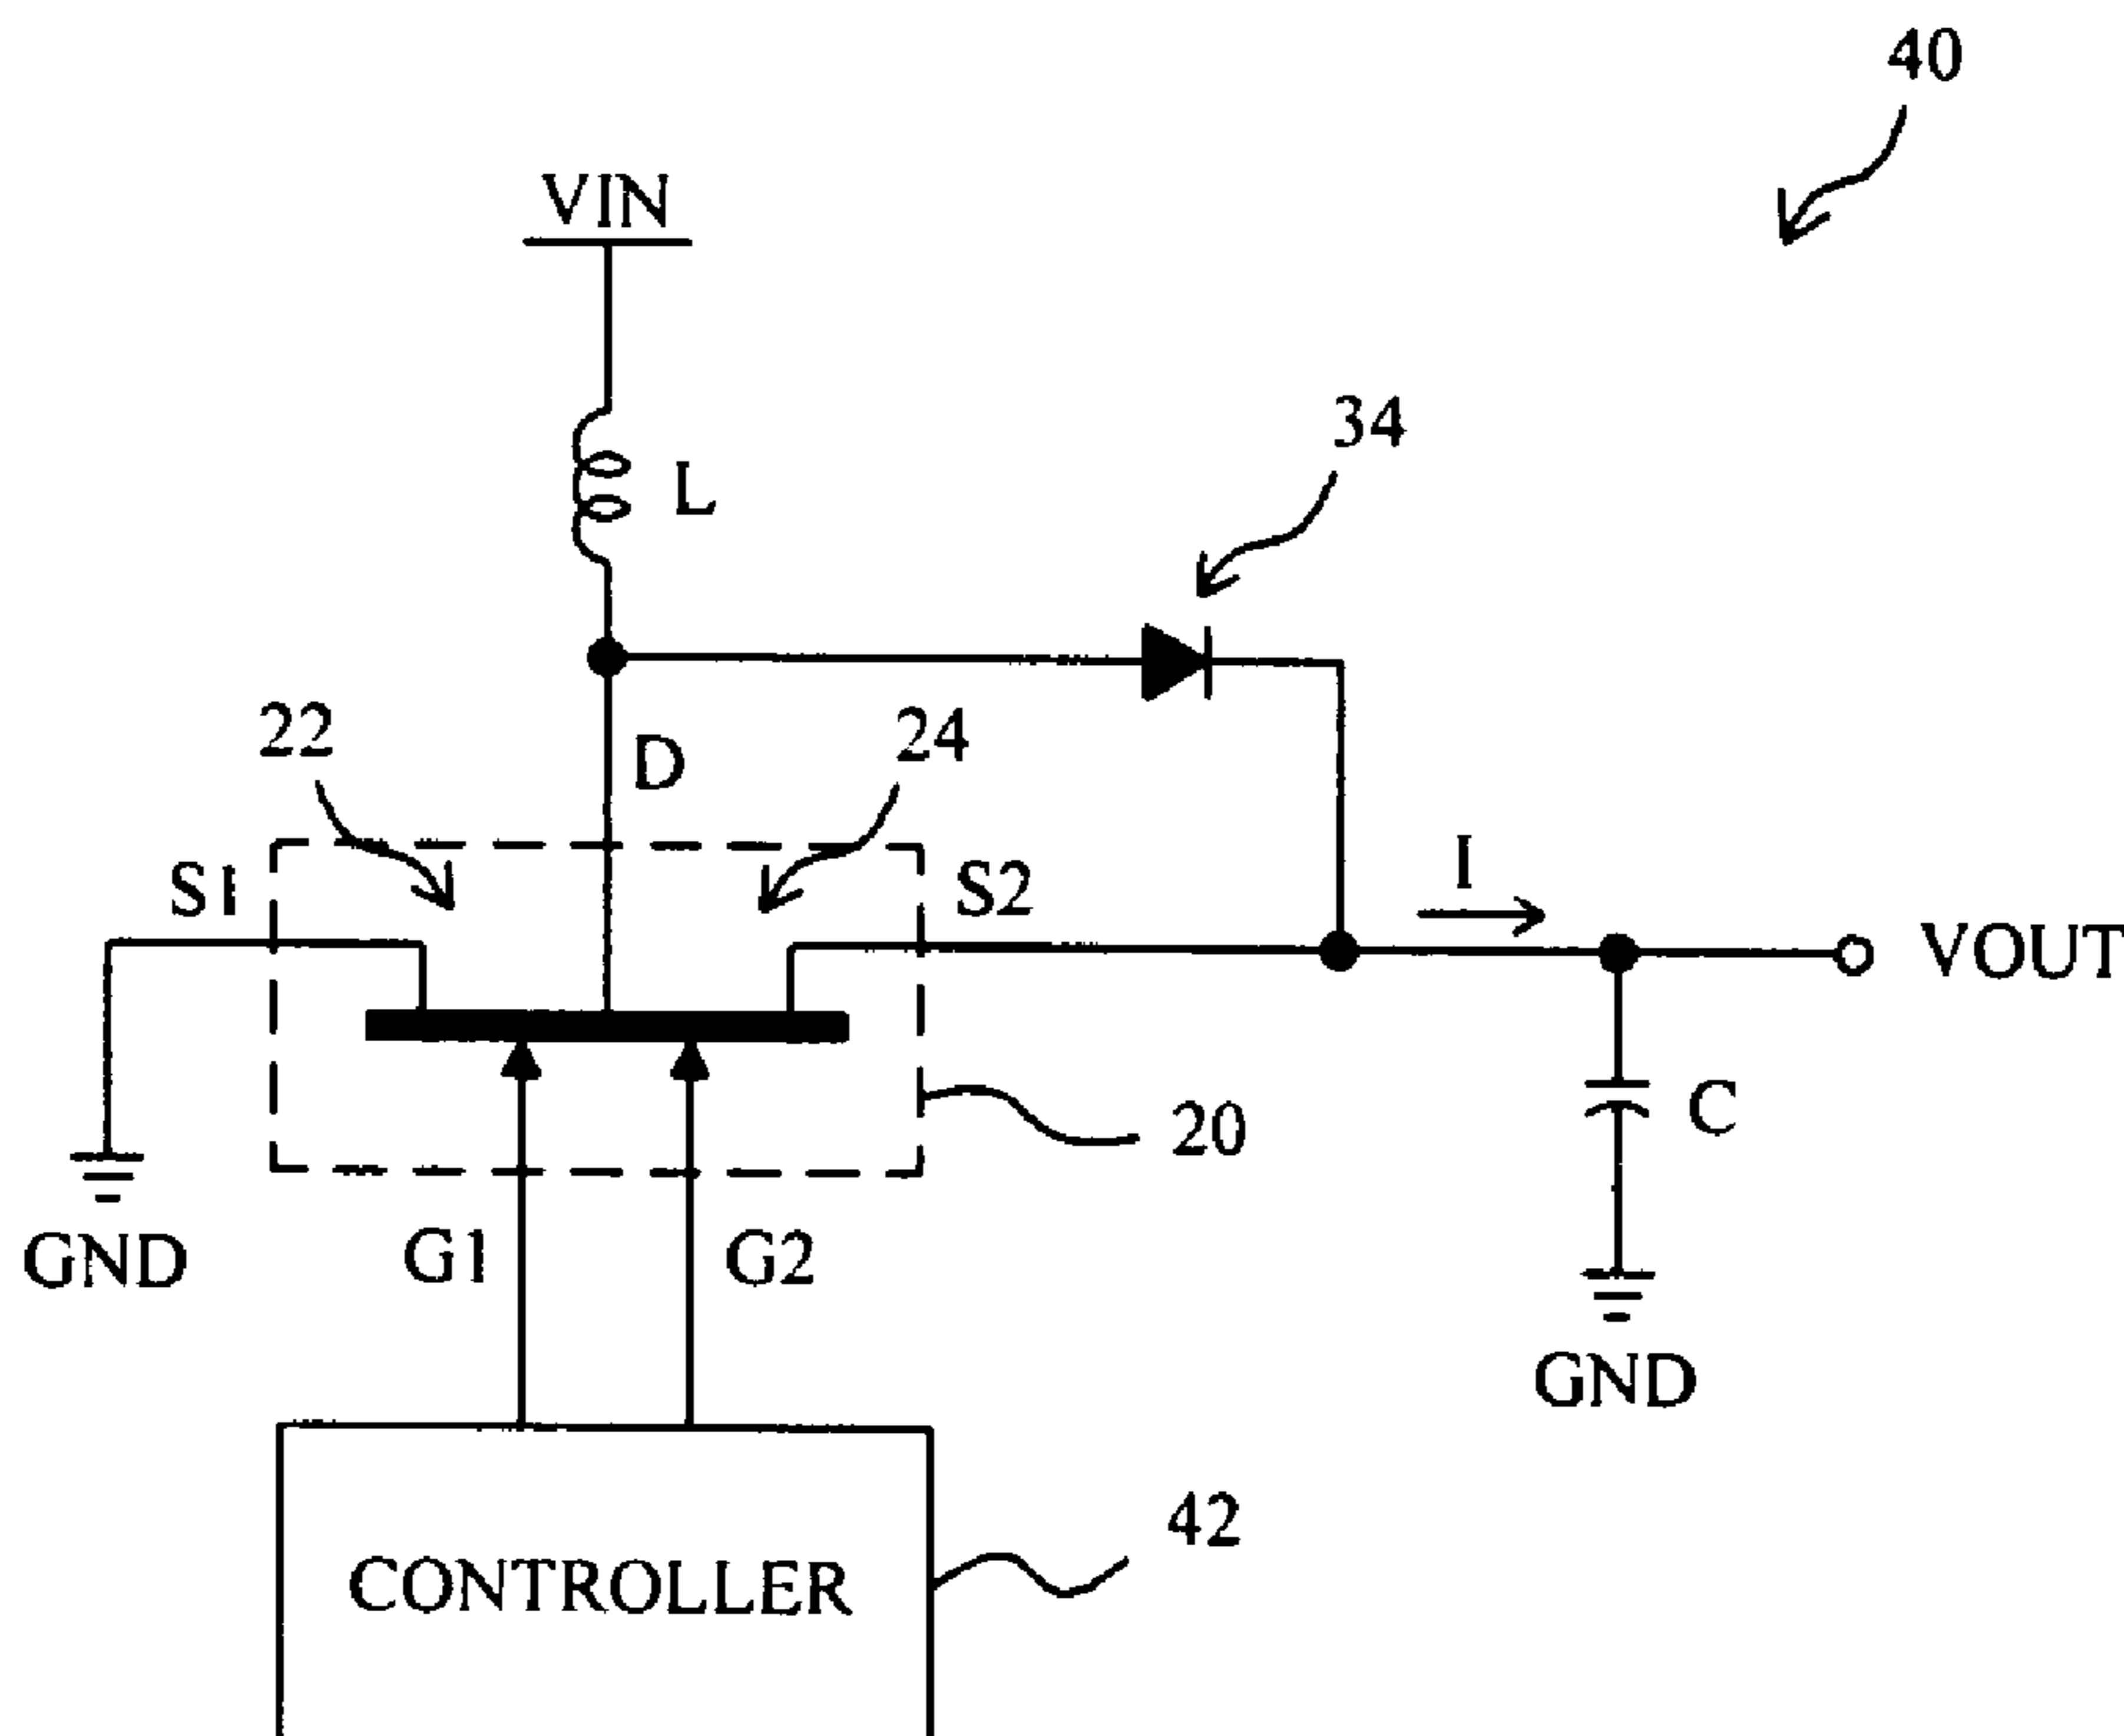 40
VIN
34
L
22
D
24
S1
S2
I
VOUT
20
C
GND
G1
G2
GND
42
CONTROLLER